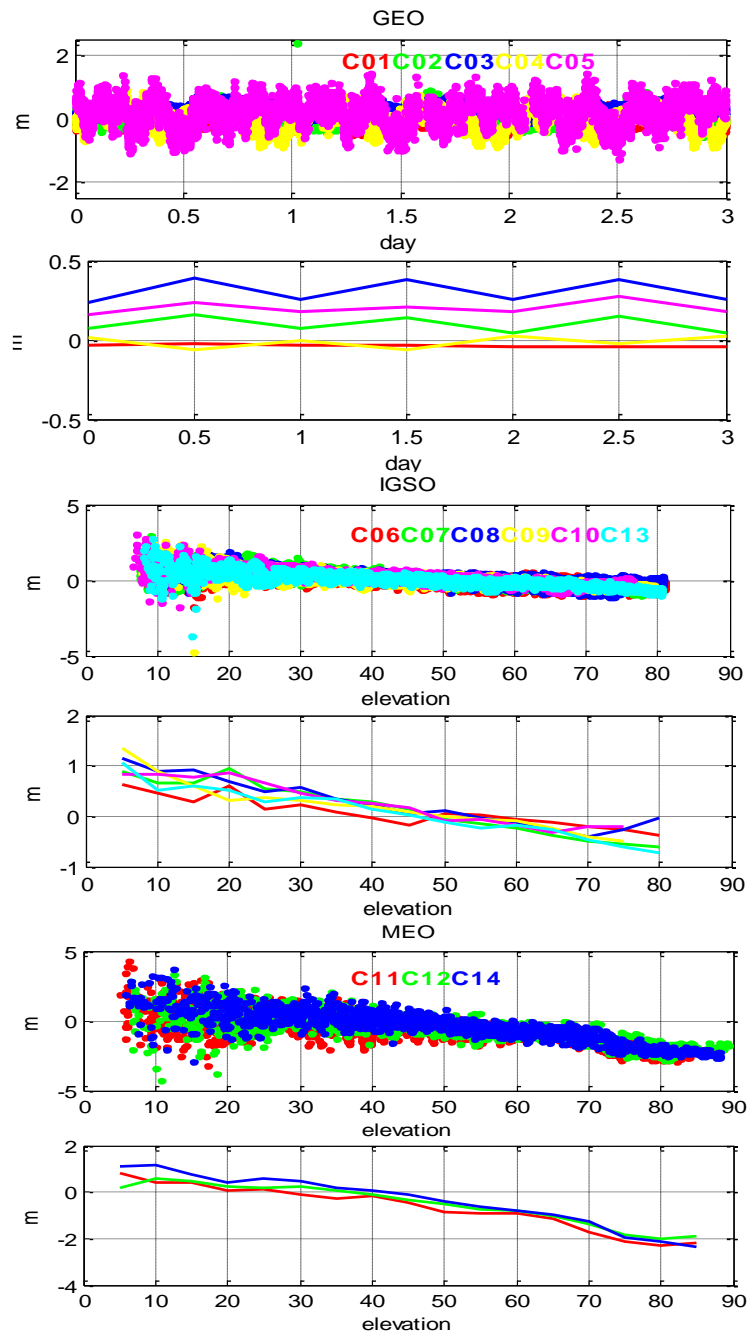 GEO
C01C02C03C04C05
2
0
-2
m
0 0.5 1 1.5 2 2.5 3
day
0.5
0
-0.5
m
0 0.5 1 1.5 2 2.5 3
day
IGSO
C06C07C08C09C10C13
5
0
-5
m
0 10 20 30 40 50 60 70 80 90
elevation
2
1
0
-1
m
0 10 20 30 40 50 60 70 80 90
elevation
MEO
C11C12C14
5
0
-5
m
0 10 20 30 40 50 60 70 80 90
elevation
2
0
-2
-4
m
0 10 20 30 40 50 60 70 80 90
elevation